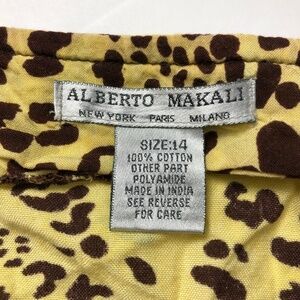 ALBERTO MAKALI
NEW YORK PARIS MILANO
SIZE:14
100% COTTON
OTHER PART
POLYAMIDE
MADE IN INDIA
SEE REVERSE
FOR CARE